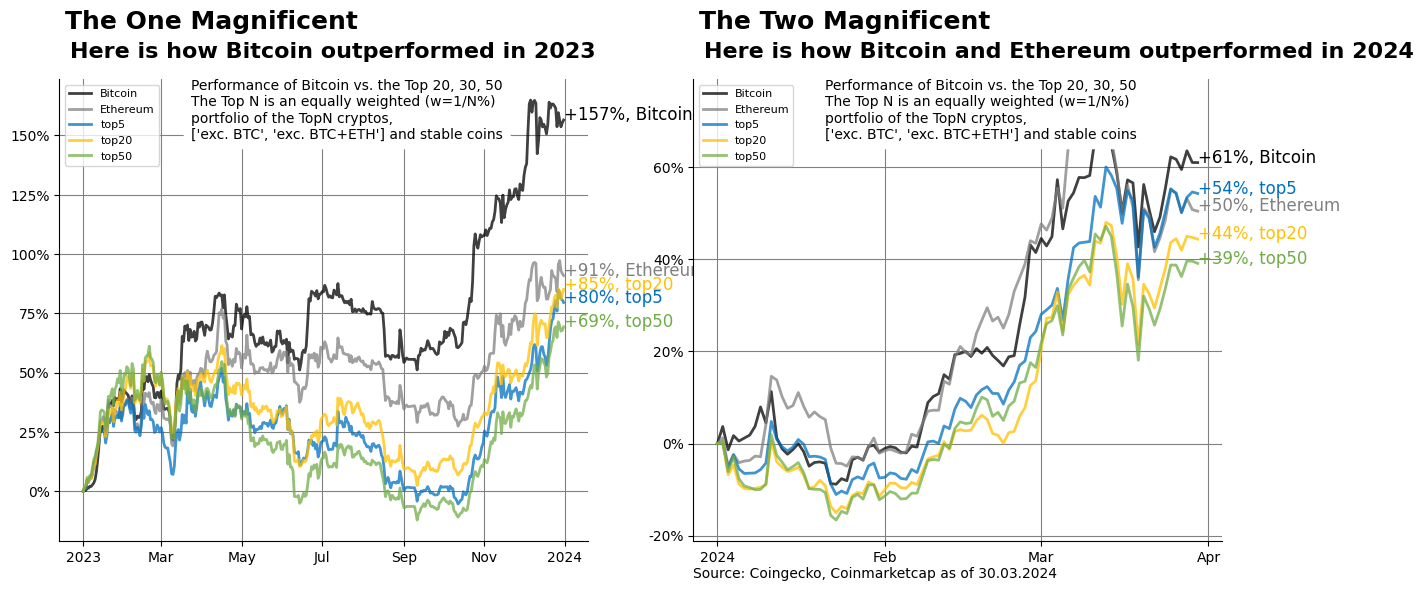 The One Magnificent
Here is how Bitcoin outperformed in 2023
Bitcoin
Ethereum
top5
top20
top50
Performance of Bitcoin vs. the Top 20, 30, 50
The Top N is an equally weighted (w=1/N%)
portfolio of the TopN cryptos,
['exc. BTC', 'exc. BTC+ETH'] and stable coins
150%
125%
100%
75%
50%
25%
0%
+157%, Bitcoin
+91%, Ethereum
+85%, top20
+80%, top5
+69%, top50
2023
Mar
May
Jul
Sep
Nov
2024
The Two Magnificent
Here is how Bitcoin and Ethereum outperformed in 2024
Bitcoin
Ethereum
top5
top20
top50
Performance of Bitcoin vs. the Top 20, 30, 50
The Top N is an equally weighted (w=1/N%)
portfolio of the TopN cryptos,
['exc. BTC', 'exc. BTC+ETH'] and stable coins
60%
40%
20%
0%
-20%
+61%, Bitcoin
+54%, top5
+50%, Ethereum
+44%, top20
+39%, top50
2024
Feb
Mar
Apr
Source: Coingecko, Coinmarketcap as of 30.03.2024